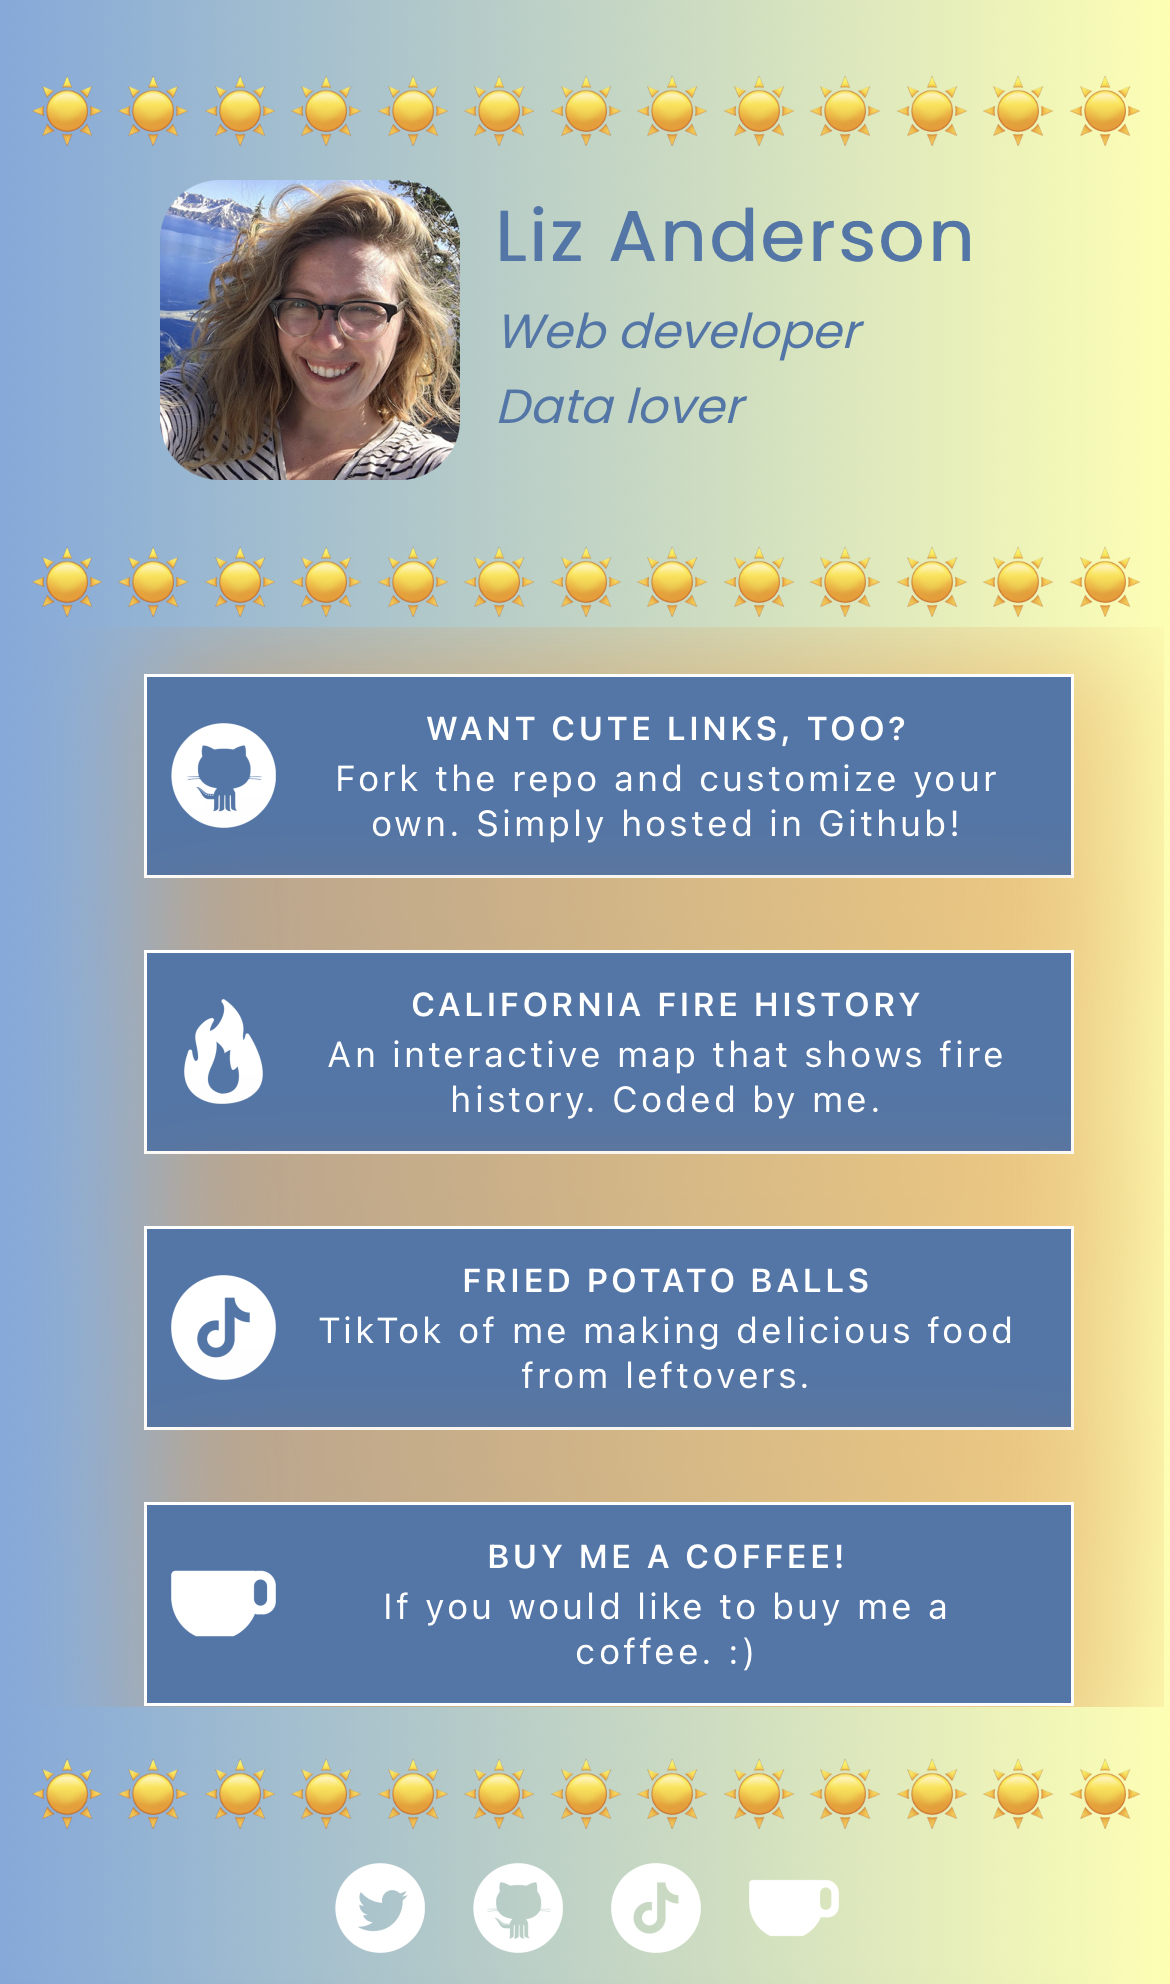 Liz Anderson
Web developer
Data lover
WANT CUTE LINKS, TOO?
Fork the repo and customize your
own. Simply hosted in Github!
CALIFORNIA FIRE HISTORY
An interactive map that shows fire
history. Coded by me.
FRIED POTATO BALLS
TikTok of me making delicious food
from leftovers.
BUY ME A COFFEE!
If you would like to buy me a
coffee. :)